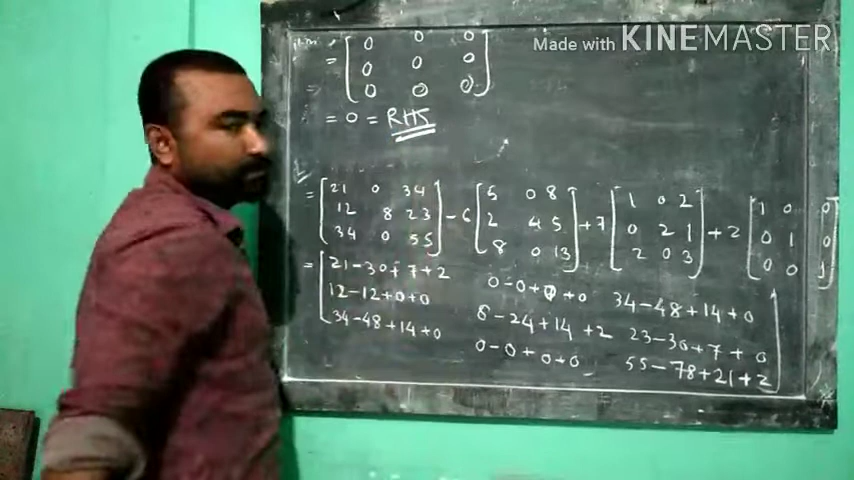 Made with KINEMASTER
= [ 0 0 0
0 0 0
0 0 0 ]
= 0 = RHS
= [ 21 0 34
12 8 23
34 0 55 ] - 6 [ 5 0 8
2 4 5
8 0 13 ] + 7 [ 1 0 2
0 2 1
2 0 3 ] + 2 [ 1 0 0
0 1 0
0 0 1 ]
= [ 21-30+7+2 0-0+0+0 34-48+14+0
12-12+0+0 8-24+14+2 23-30+7+0
34-48+14+0 0-0+0+0 55-78+21+2 ]